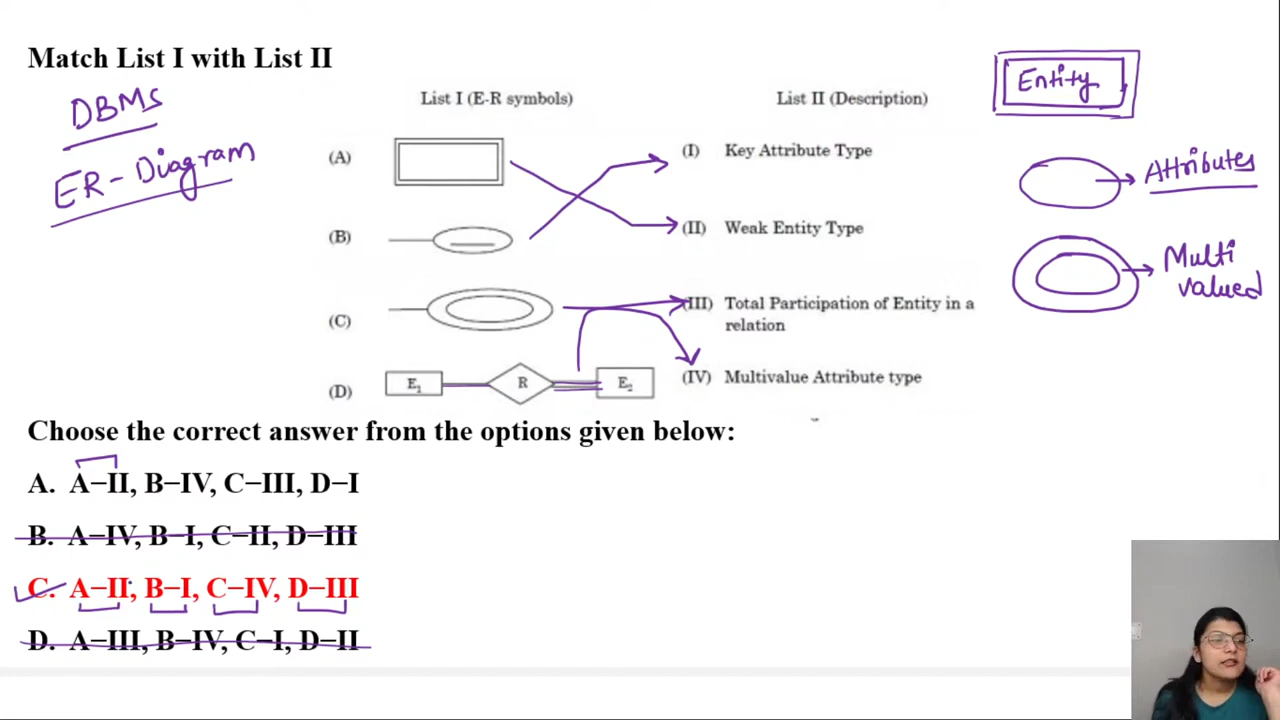 Match List I with List II
DBMS
ER-Diagram
List I (E-R symbols)
List II (Description)
Entity
(A)
(I) Key Attribute Type
Attributes
(B)
(II) Weak Entity Type
Multi
valued
(C)
(III) Total Participation of Entity in a
relation
(D) E₁ R E₂
(IV) Multivalue Attribute type
Choose the correct answer from the options given below:
A. A–II, B–IV, C–III, D–I
B. A–IV, B–I, C–II, D–III
C. A–II, B–I, C–IV, D–III
D. A–III, B–IV, C–I, D–II